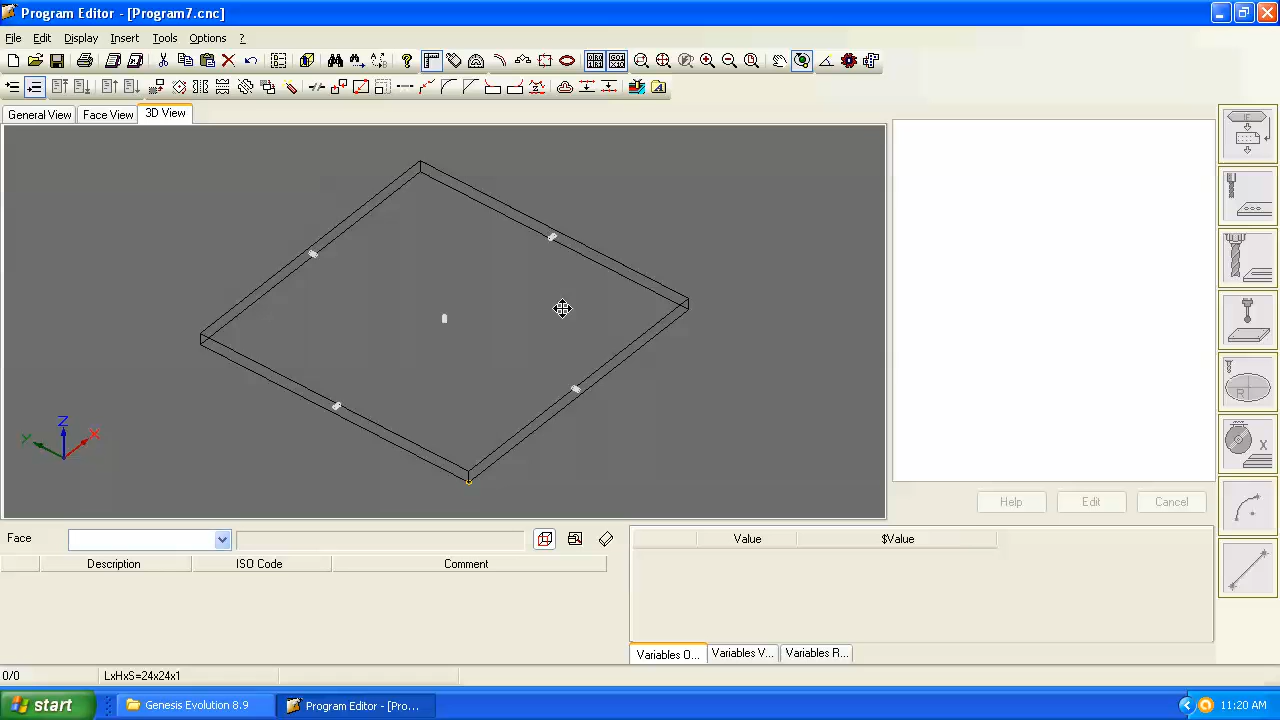 Program Editor - [Program7.cnc]
File Edit Display Insert Tools Options ?
General View Face View 3D View
IF
X
Z
Y X
R
Help Edit Cancel
Face
Value $Value
Description ISO Code Comment
Variables O... Variables V... Variables R...
0/0 LxHxS=24x24x1
start Genesis Evolution 8.9 Program Editor - [Pro... 11:20 AM